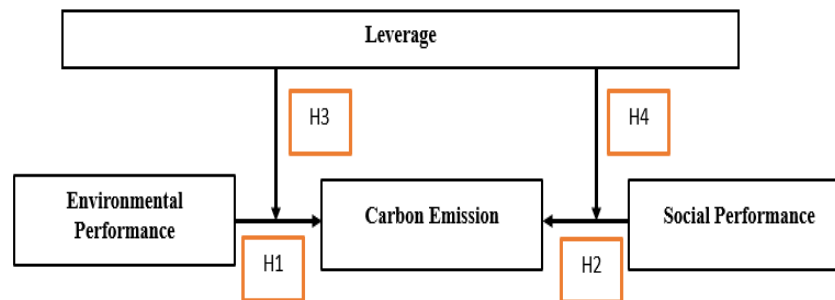 Leverage
H3
H4
Environmental
Performance
Carbon Emission
Social Performance
H1
H2